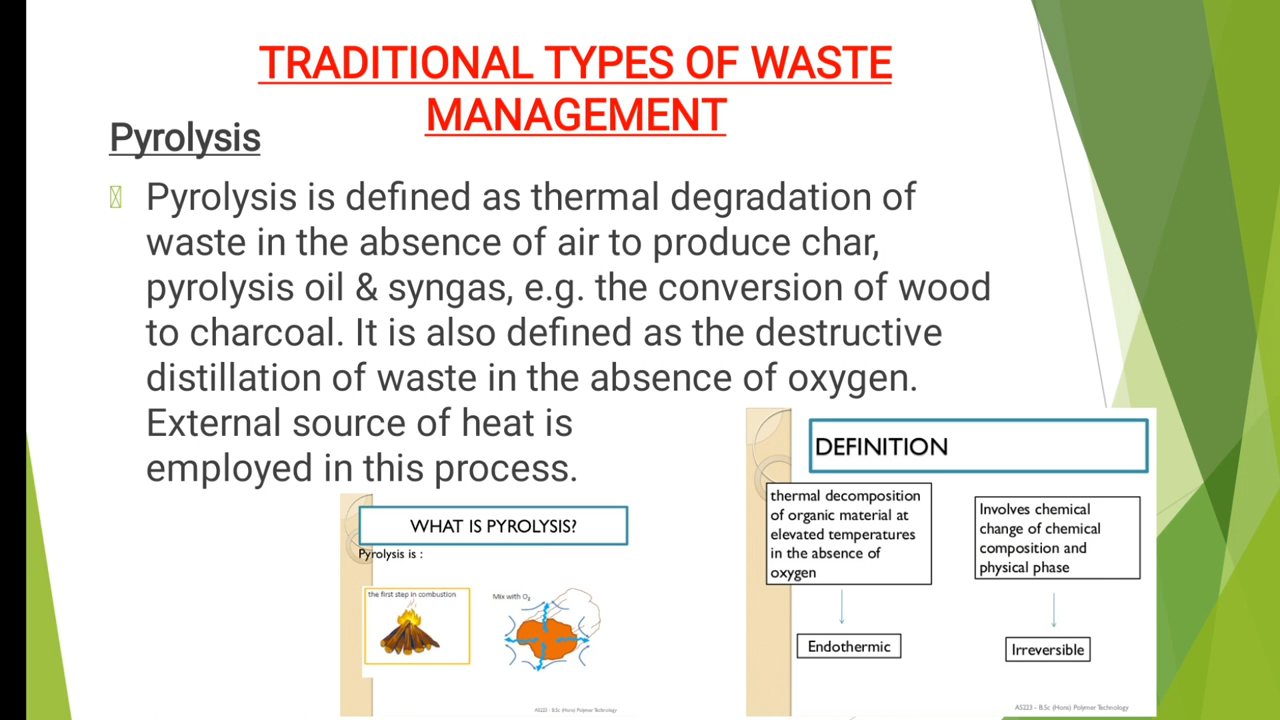 TRADITIONAL TYPES OF WASTE
MANAGEMENT
Pyrolysis
Pyrolysis is defined as thermal degradation of
waste in the absence of air to produce char,
pyrolysis oil & syngas, e.g. the conversion of wood
to charcoal. It is also defined as the destructive
distillation of waste in the absence of oxygen.
External source of heat is
employed in this process.
WHAT IS PYROLYSIS?
Pyrolysis is :
the first step in combustion
Mix with O₂
AS223 - B.Sc (Hons) Polymer Technology
DEFINITION
thermal decomposition
of organic material at
elevated temperatures
in the absence of
oxygen
Endothermic
Involves chemical
change of chemical
composition and
physical phase
Irreversible
AS223 - B.Sc (Hons) Polymer Technology